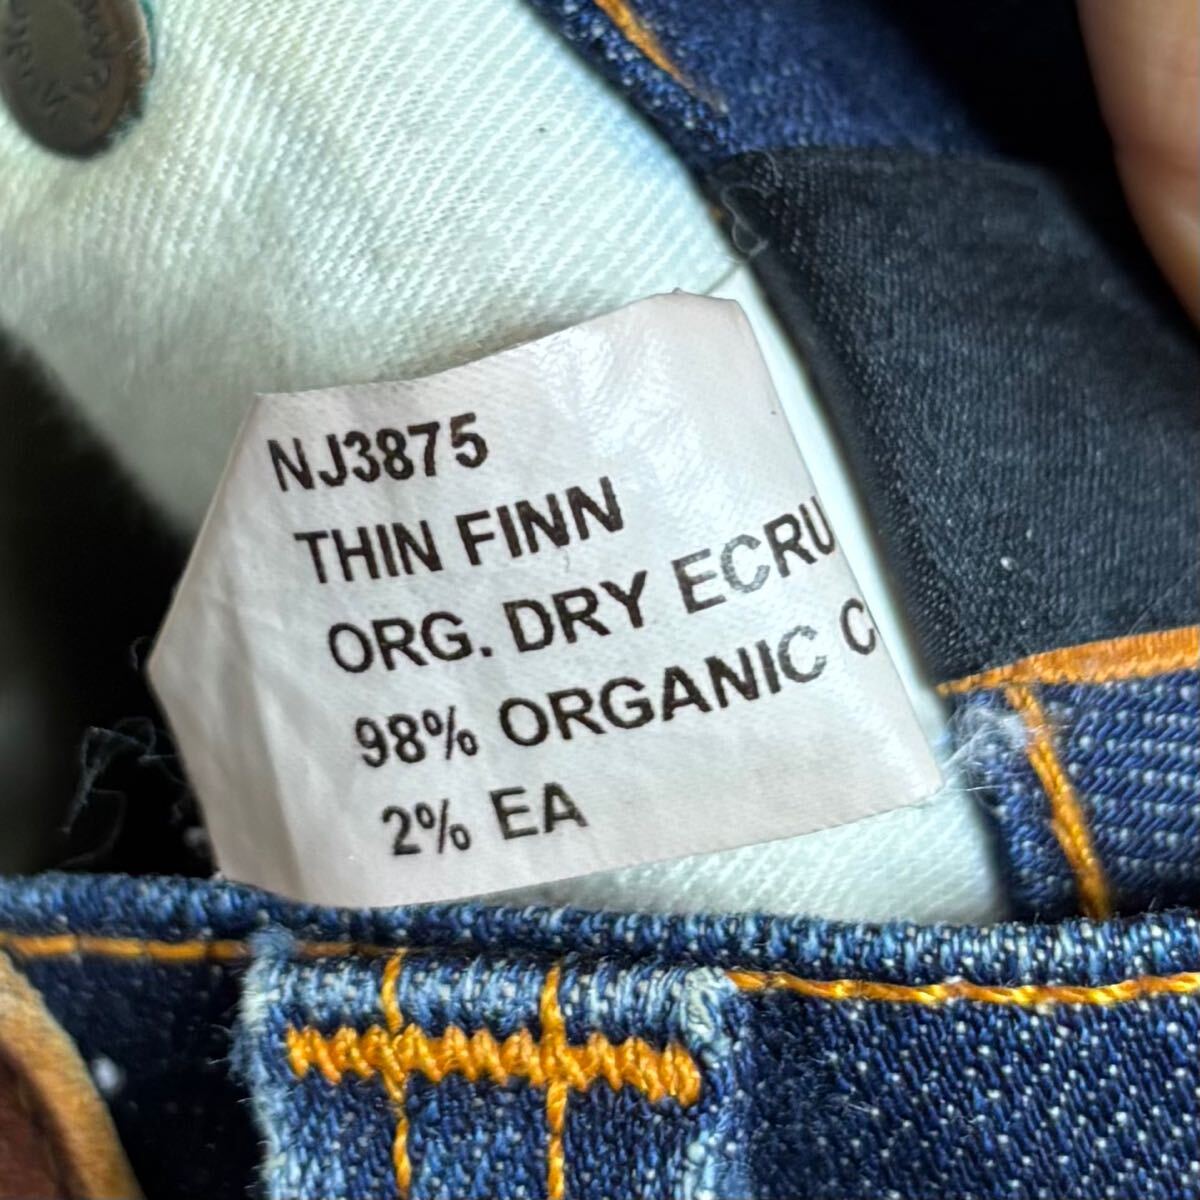 NJ3875
THIN FINN
ORG. DRY ECRU
98% ORGANIC C
2% EA